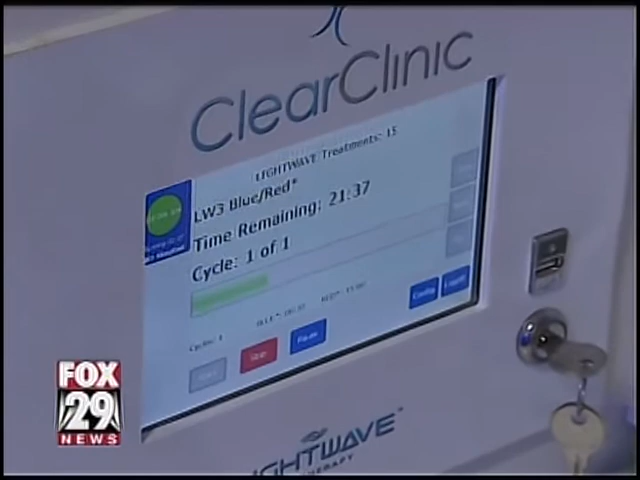 ClearClinic
LIGHTWAVE Treatments: 15
LW3 Blue/Red*
Time Remaining: 21:37
Cycle: 1 of 1
Config
Stop
Pause
LIGHTWAVE
THERAPY
FOX
29
NEWS